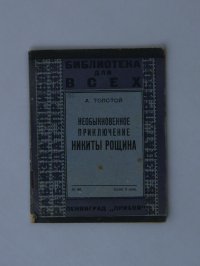 БИБЛИОТЕКА
ДЛЯ
ВСЕХ
А. ТОЛСТОЙ
НЕОБЫКНОВЕННОЕ
ПРИКЛЮЧЕНИЕ
НИКИТЫ РОЩИНА
ЛЕНИНГРАД „ПРИБОЙ“